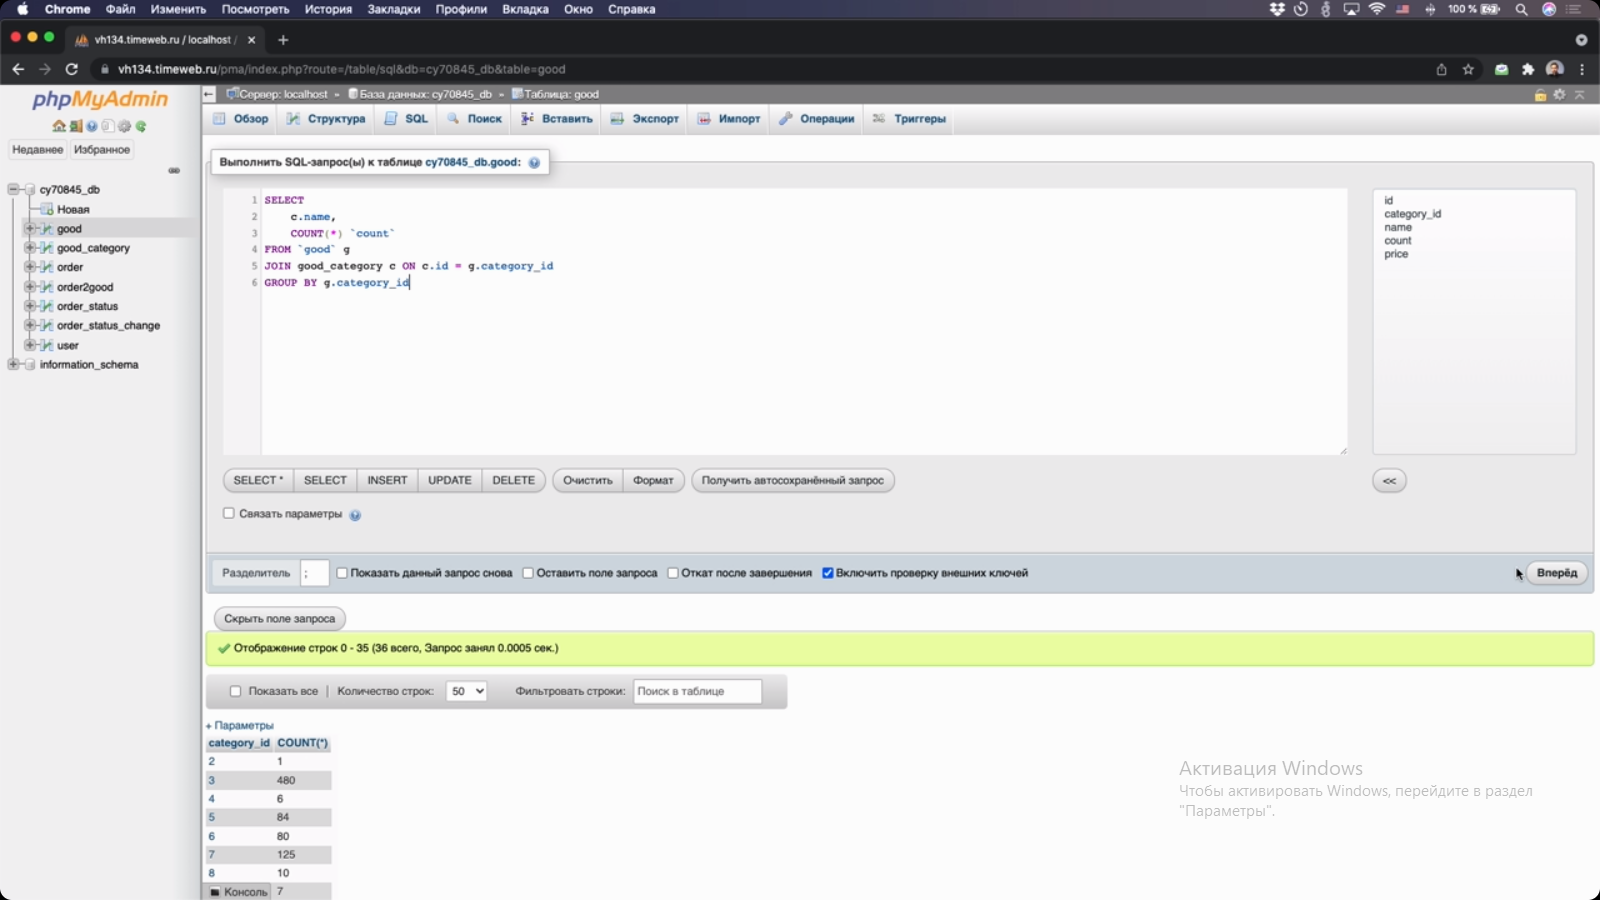 Chrome Файл Изменить Посмотреть История Закладки Профили Вкладка Окно Справка 100 %
vh134.timeweb.ru / localhost /
vh134.timeweb.ru/pma/index.php?route=/table/sql&db=cy70845_db&table=good
phpMyAdmin
Недавнее Избранное
cy70845_db
Новая
good
good_category
order
order2good
order_status
order_status_change
user
information_schema
Сервер: localhost » База данных: cy70845_db » Таблица: good
Обзор Структура SQL Поиск Вставить Экспорт Импорт Операции Триггеры
Выполнить SQL-запрос(ы) к таблице cy70845_db.good:
1 SELECT
2 c.name,
3 COUNT(*) `count`
4 FROM `good` g
5 JOIN good_category c ON c.id = g.category_id
6 GROUP BY g.category_id
id
category_id
name
count
price
SELECT * SELECT INSERT UPDATE DELETE Очистить Формат Получить автосохранённый запрос <<
Связать параметры
Разделитель ; Показать данный запрос снова Оставить поле запроса Откат после завершения Включить проверку внешних ключей Вперёд
Скрыть поле запроса
Отображение строк 0 - 35 (36 всего, Запрос занял 0.0005 сек.)
Показать все | Количество строк: 50 Фильтровать строки: Поиск в таблице
+ Параметры
category_id COUNT(*)
2 1
3 480
4 6
5 84
6 80
7 125
8 10
Консоль 7
Активация Windows
Чтобы активировать Windows, перейдите в раздел
"Параметры".